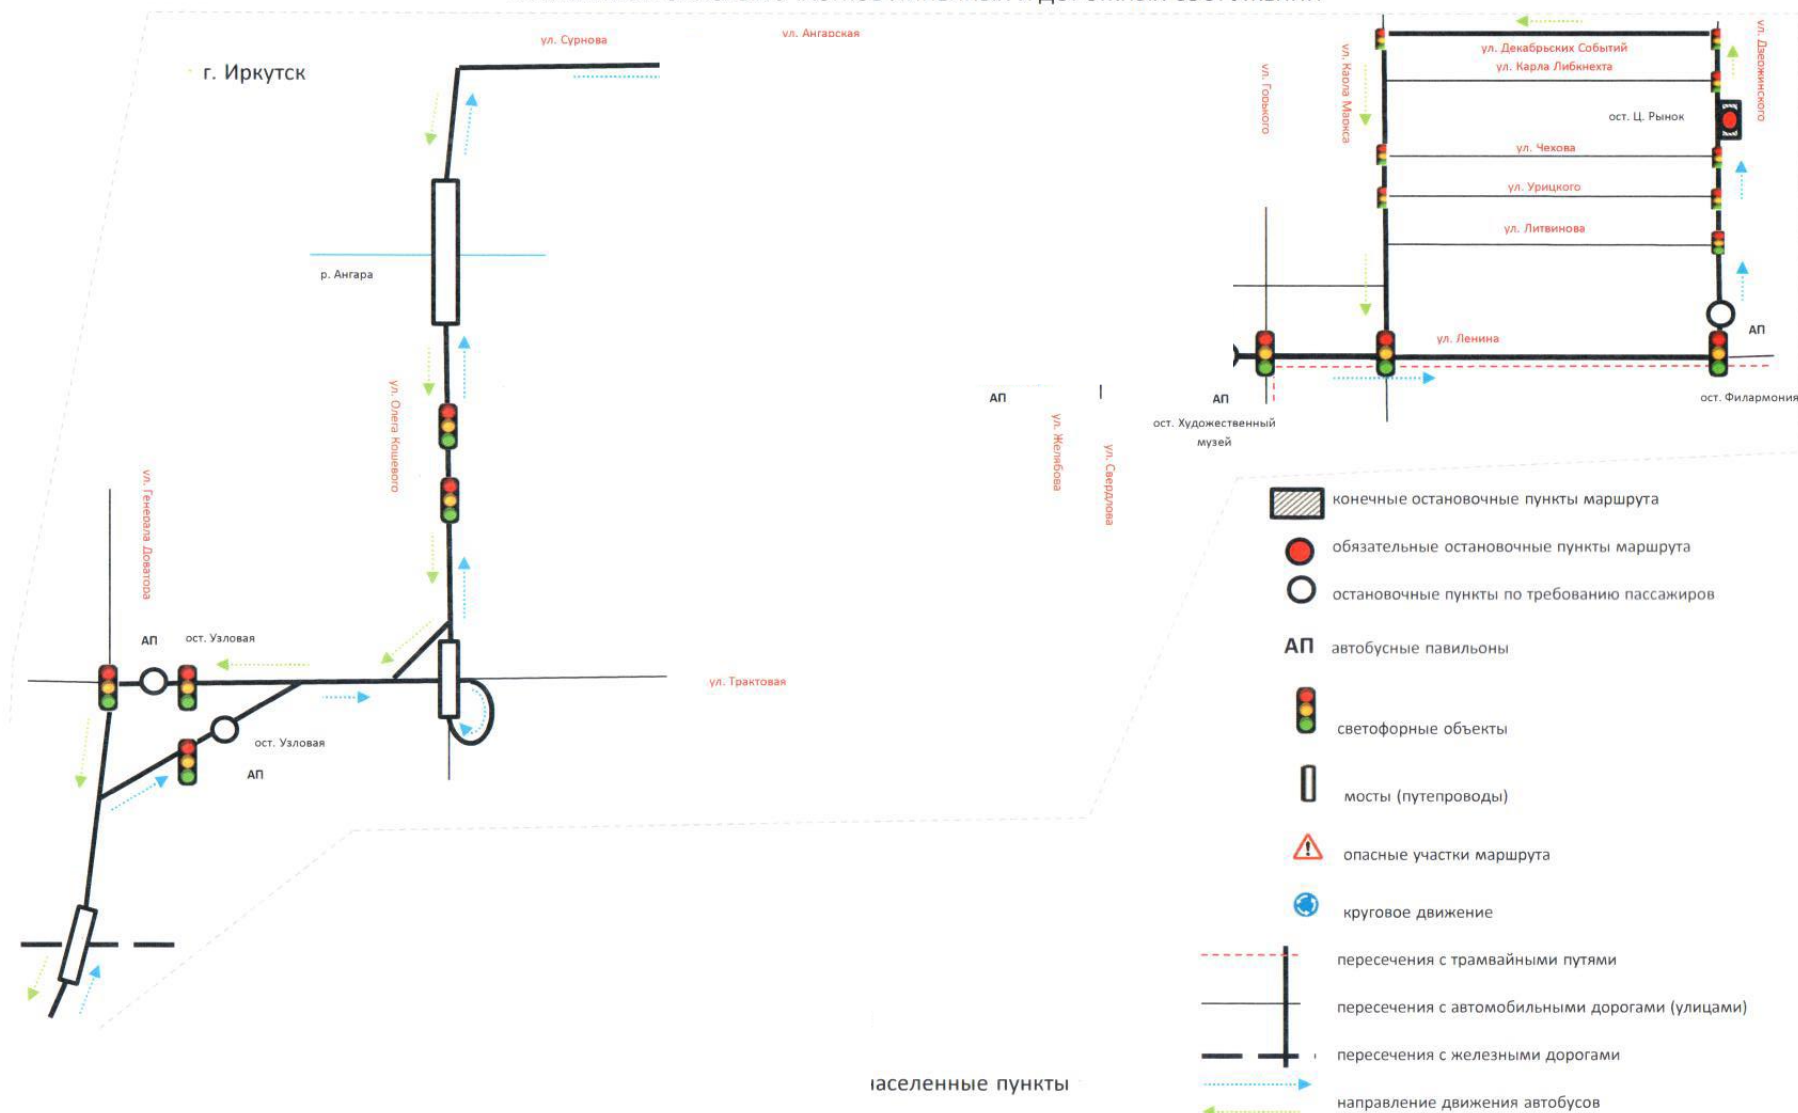 ул. Сурнова
ул. Ангарская
г. Иркутск
р. Ангара
ул. Олега Кошевого
ул. Генерала Доватора
АП
ост. Узловая
ост. Узловая
АП
ул. Трактовая
ул. Декабрьских Событий
ул. Карла Либкнехта
ул. Дзержинского
ул. Горького
ул. Карла Маркса
ост. Ц. Рынок
ул. Чехова
ул. Урицкого
ул. Литвинова
ул. Ленина
АП
АП
АП
ост. Филармония
ост. Художественный
музей
ул. Желябова
ул. Свердлова
конечные остановочные пункты маршрута
обязательные остановочные пункты маршрута
остановочные пункты по требованию пассажиров
АП автобусные павильоны
светофорные объекты
мосты (путепроводы)
опасные участки маршрута
круговое движение
пересечения с трамвайными путями
пересечения с автомобильными дорогами (улицами)
пересечения с железными дорогами
населенные пункты
направление движения автобусов